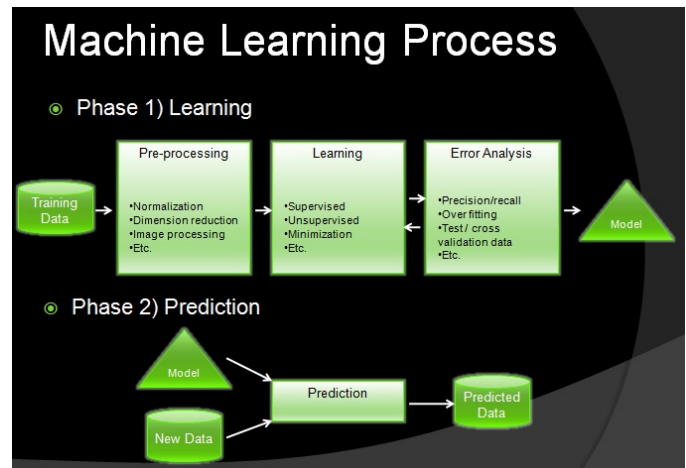 Machine Learning Process
Phase 1) Learning
Training
Data
Pre-processing
•Normalization
•Dimension reduction
•Image processing
•Etc.
Learning
•Supervised
•Unsupervised
•Minimization
•Etc.
Error Analysis
•Precision/recall
•Over fitting
•Test / cross
validation data
•Etc.
Model
Phase 2) Prediction
Model
New Data
Prediction
Predicted
Data